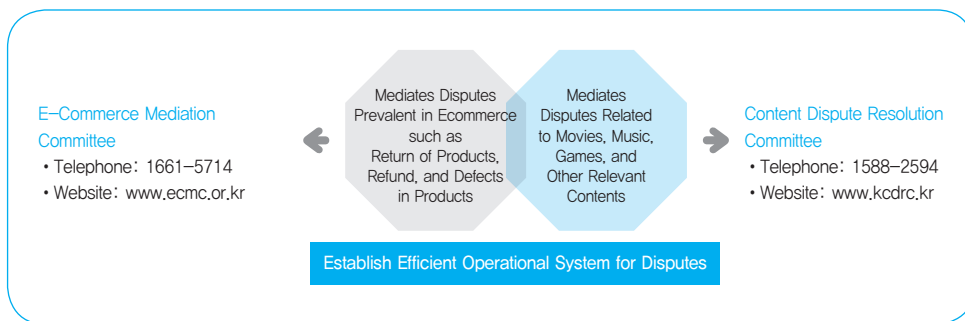 E-Commerce Mediation
Committee
• Telephone: 1661-5714
• Website: www.ecmc.or.kr
Mediates Disputes
Prevalent in Ecommerce
such as
Return of Products,
Refund, and Defects
in Products
Mediates
Disputes Related
to Movies, Music,
Games, and
Other Relevant
Contents
Content Dispute Resolution
Committee
• Telephone: 1588-2594
• Website: www.kcdrc.kr
Establish Efficient Operational System for Disputes